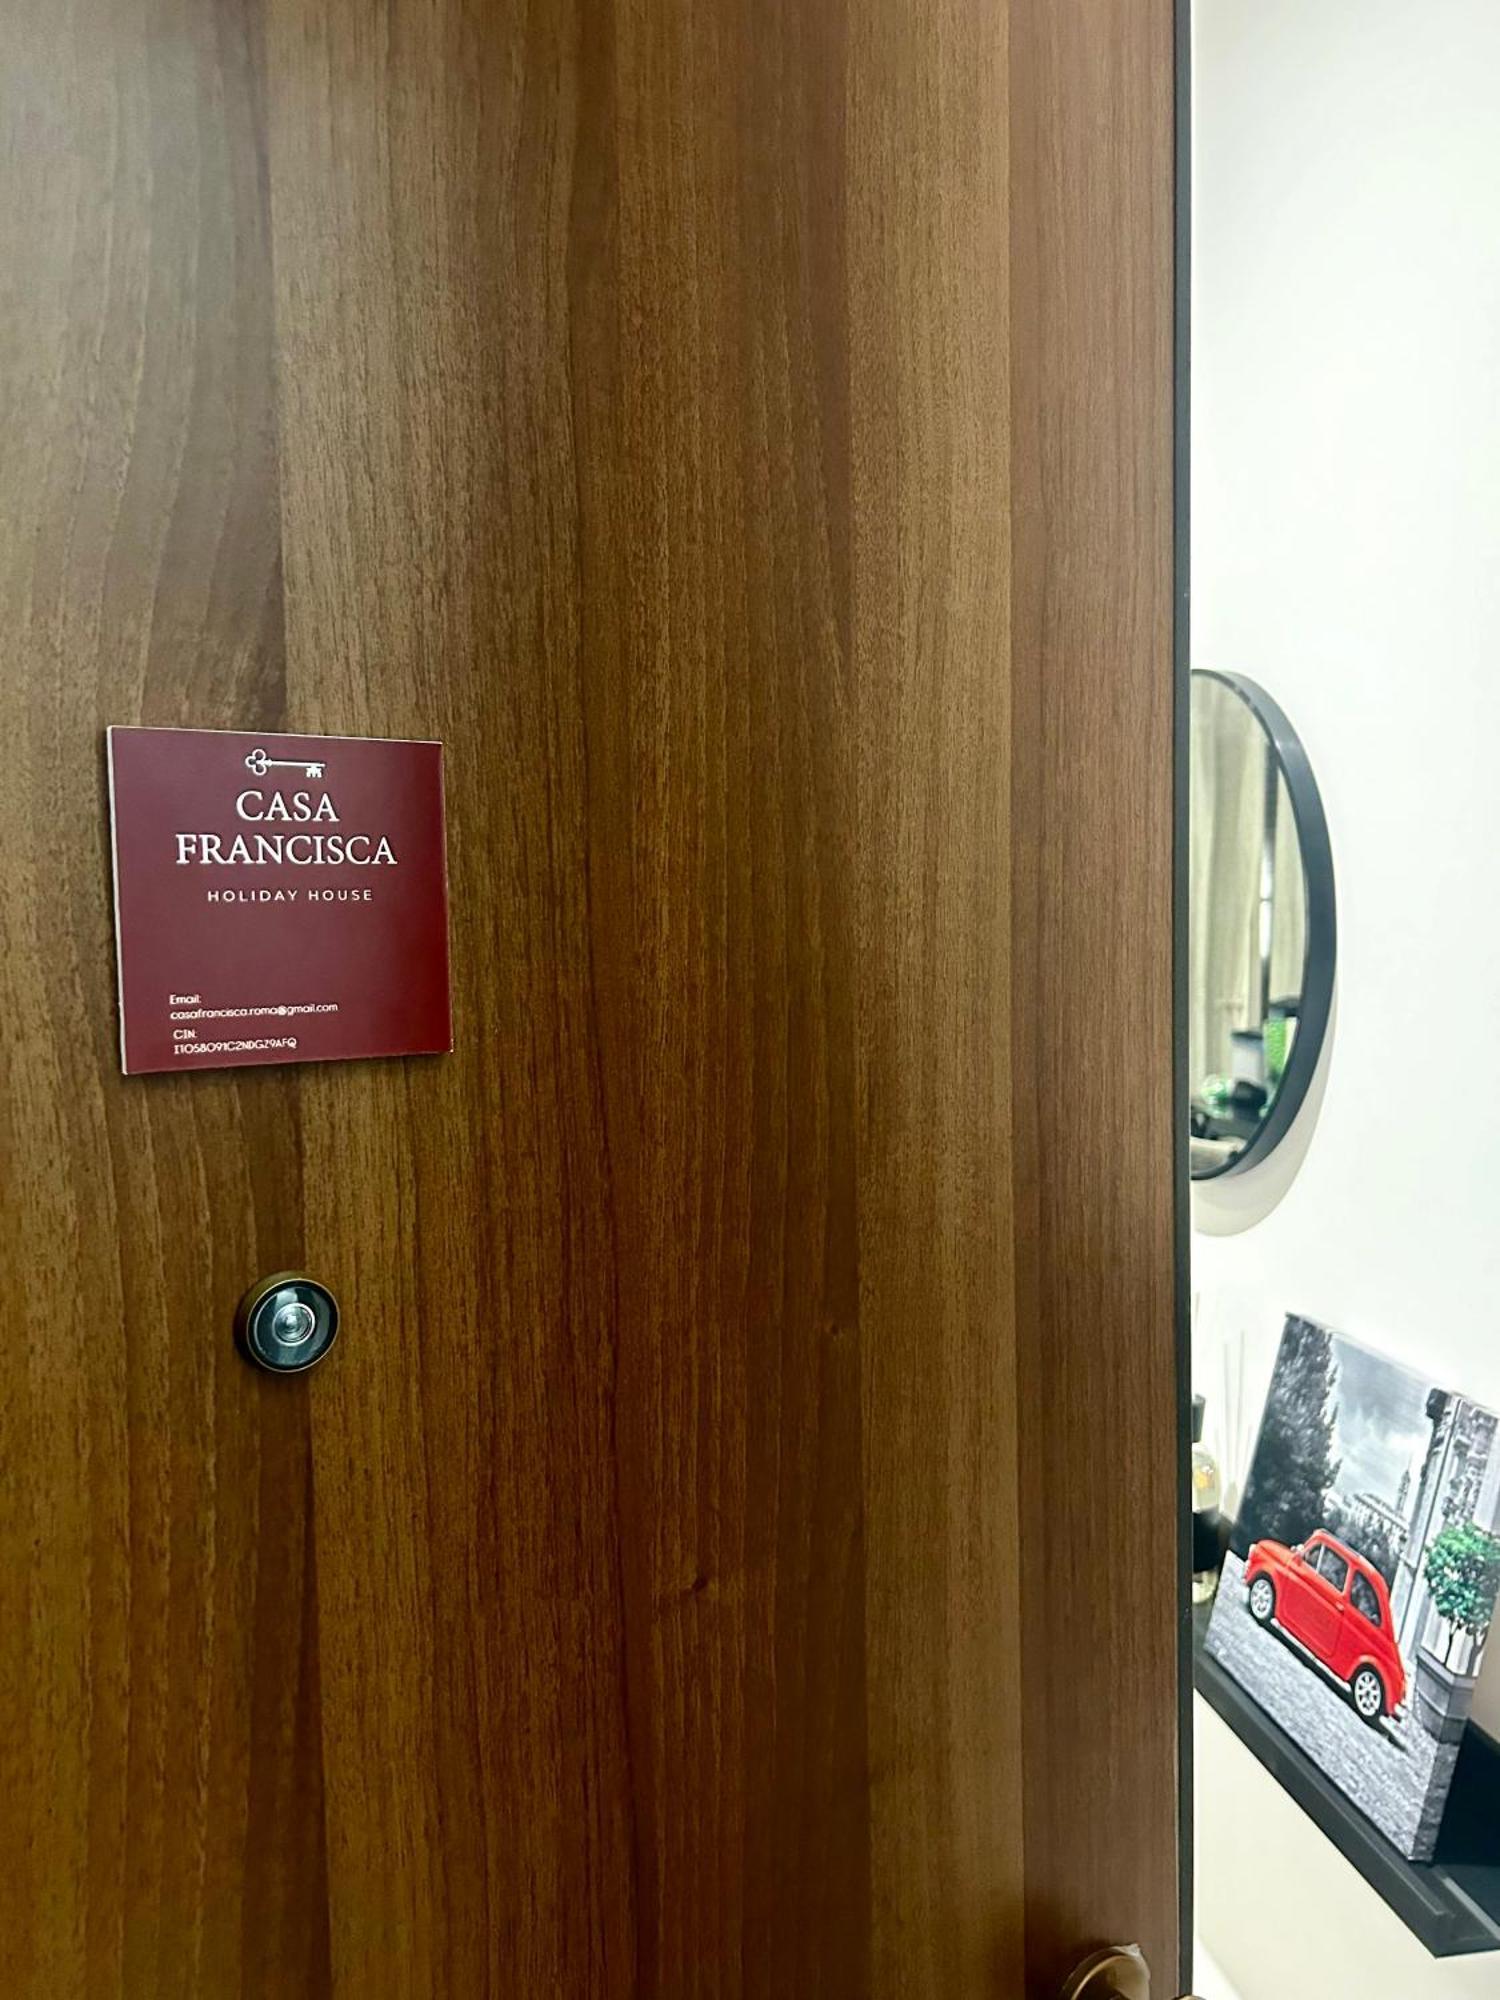 CASA
FRANCISCA
HOLIDAY HOUSE
Email:
casafrancisca.roma@gmail.com
CIN:
IT058091C2NDGZ9AFQ